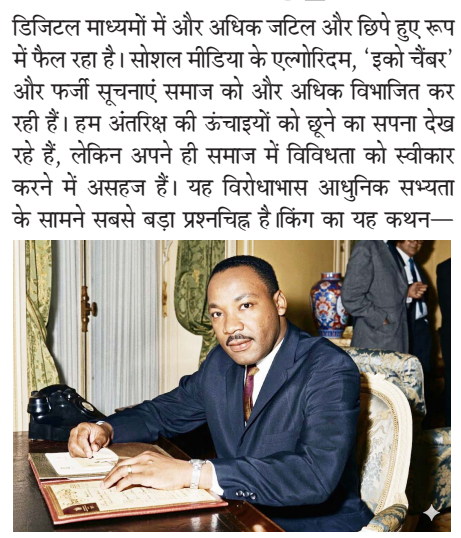 डिजिटल माध्यमों में और अधिक जटिल और छिपे हुए रूप
में फैल रहा है। सोशल मीडिया के एल्गोरिदम, ‘इको चैंबर’
और फर्जी सूचनाएं समाज को और अधिक विभाजित कर
रही हैं। हम अंतरिक्ष की ऊंचाइयों को छूने का सपना देख
रहे हैं, लेकिन अपने ही समाज में विविधता को स्वीकार
करने में असहज हैं। यह विरोधाभास आधुनिक सभ्यता
के सामने सबसे बड़ा प्रश्नचिह्न है।किंग का यह कथन—